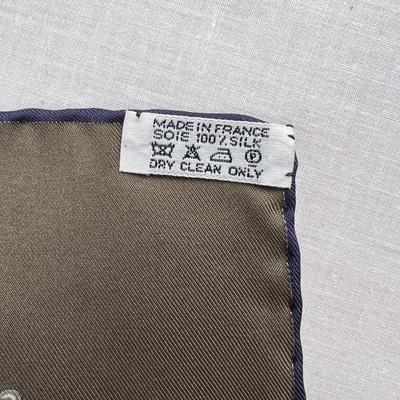 MADE IN FRANCE
SOIE 100% SILK
P
DRY CLEAN ONLY